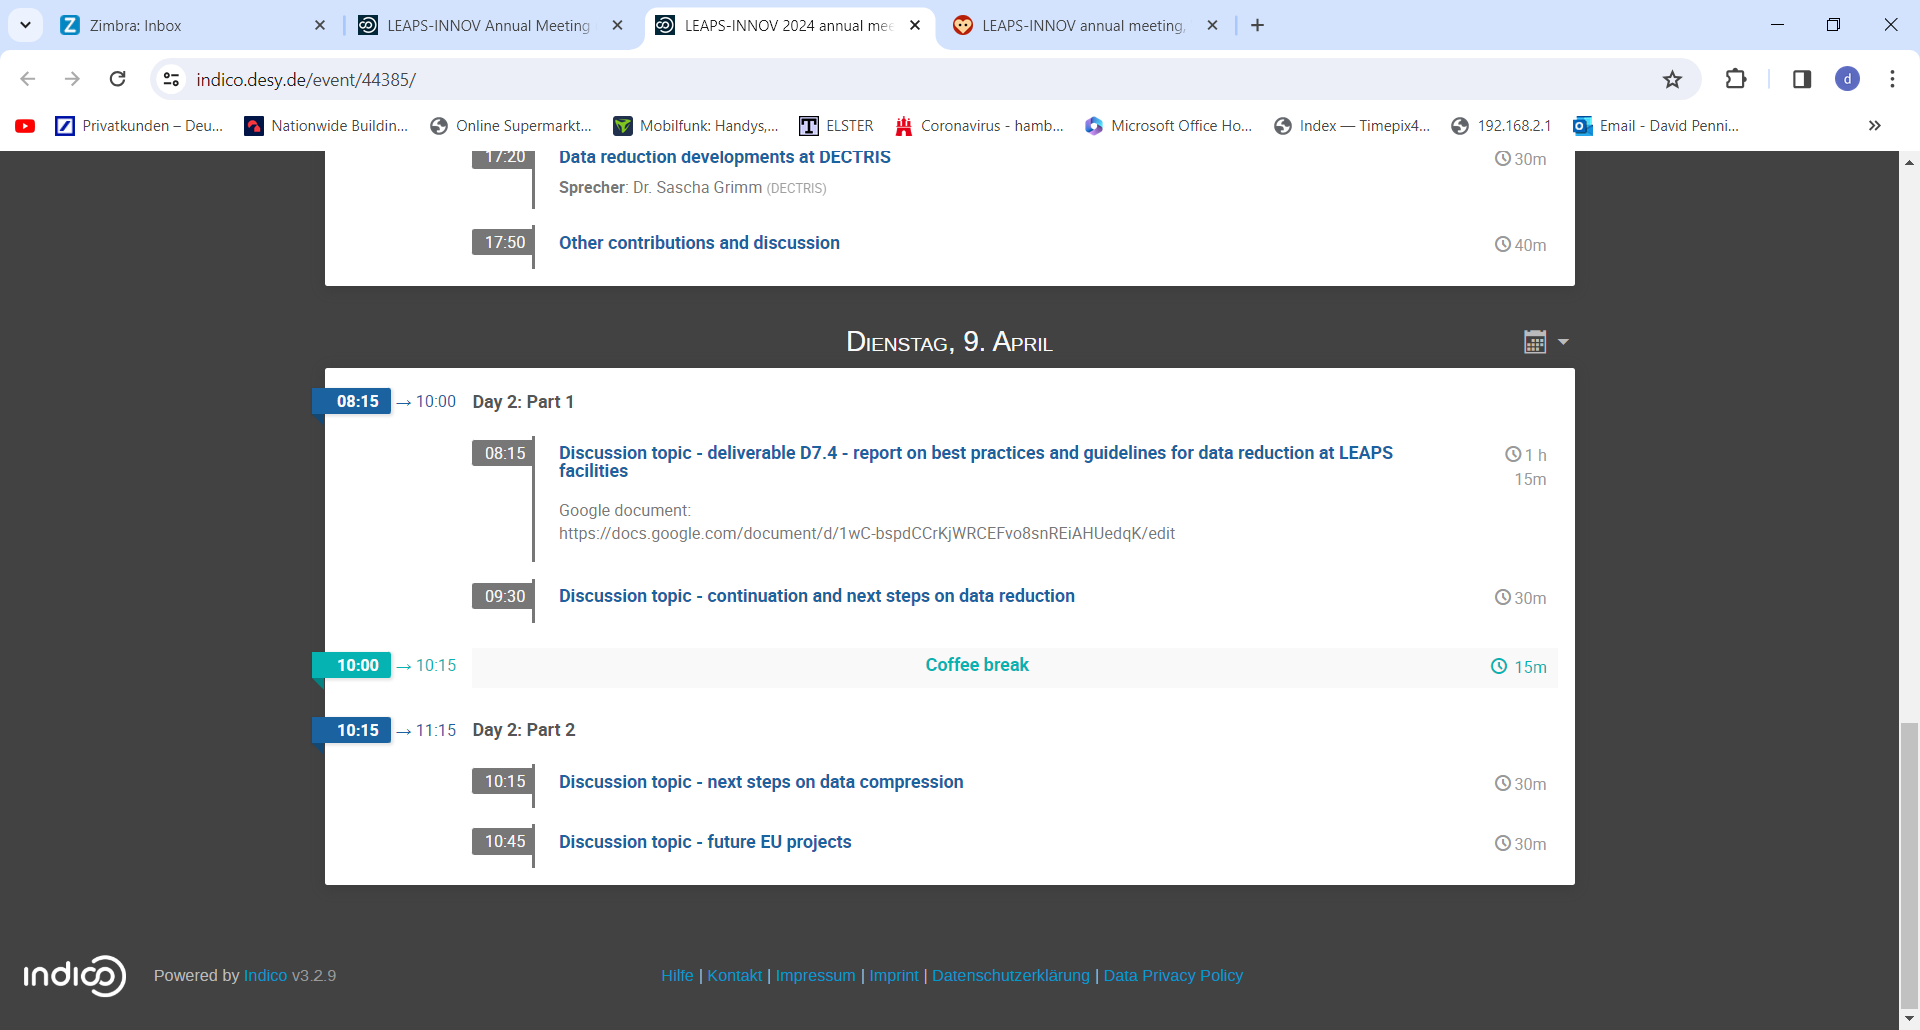 Zimbra: Inbox
LEAPS-INNOV Annual Meeting
LEAPS-INNOV 2024 annual mee
LEAPS-INNOV annual meeting,
indico.desy.de/event/44385/
d
Privatkunden – Deu...
Nationwide Buildin...
Online Supermarkt...
Mobilfunk: Handys,...
ELSTER
Coronavirus - hamb...
Microsoft Office Ho...
Index — Timepix4...
192.168.2.1
Email - David Penni...
»
17:20 Data reduction developments at DECTRIS 30m
Sprecher: Dr. Sascha Grimm (DECTRIS)
17:50 Other contributions and discussion 40m
Dienstag, 9. April
08:15 → 10:00 Day 2: Part 1
08:15 Discussion topic - deliverable D7.4 - report on best practices and guidelines for data reduction at LEAPS 1 h
facilities 15m
Google document:
https://docs.google.com/document/d/1wC-bspdCCrKjWRCEFvo8snREiAHUedqK/edit
09:30 Discussion topic - continuation and next steps on data reduction 30m
10:00 → 10:15 Coffee break 15m
10:15 → 11:15 Day 2: Part 2
10:15 Discussion topic - next steps on data compression 30m
10:45 Discussion topic - future EU projects 30m
indico Powered by Indico v3.2.9 Hilfe | Kontakt | Impressum | Imprint | Datenschutzerklärung | Data Privacy Policy